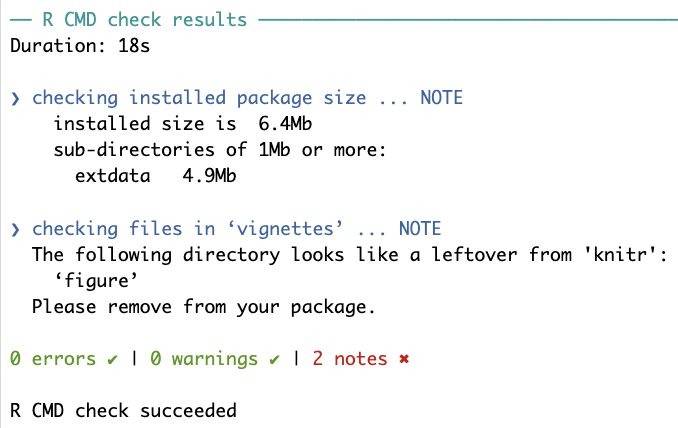 ── R CMD check results ────────────────────────────────────
Duration: 18s
❯ checking installed package size ... NOTE
installed size is  6.4Mb
sub-directories of 1Mb or more:
extdata   4.9Mb
❯ checking files in ‘vignettes’ ... NOTE
The following directory looks like a leftover from 'knitr':
‘figure’
Please remove from your package.
0 errors ✔ | 0 warnings ✔ | 2 notes ✖
R CMD check succeeded